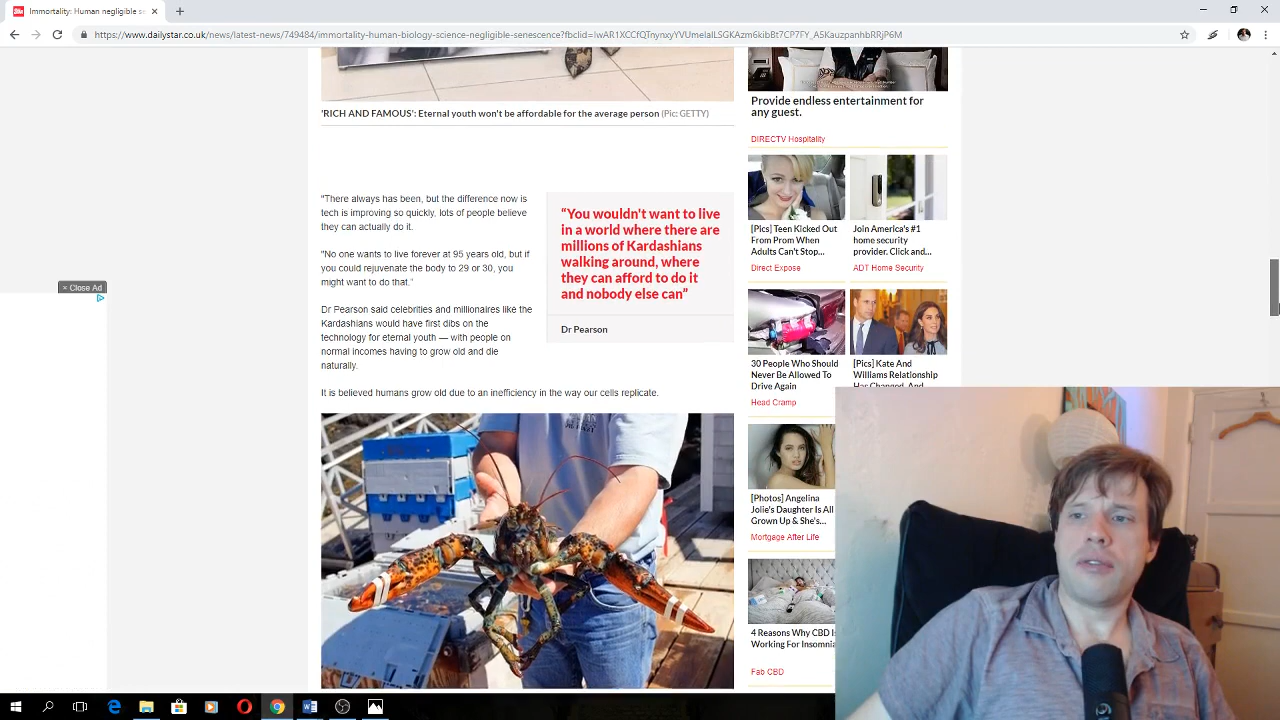 Immortality: Human negligible se
https://www.dailystar.co.uk/news/latest-news/749484/immortality-human-biology-science-negligible-senescence?fbclid=
'RICH AND FAMOUS': Eternal youth won't be affordable for the average person (Pic: GETTY)
"There always has been, but the difference now is
tech is improving so quickly, lots of people believe
they can actually do it.
"No one wants to live forever at 95 years old, but if
you could rejuvenate the body to 29 or 30, you
might want to do that."
Dr Pearson said celebrities and millionaires like the
Kardashians would have first dibs on the
technology for eternal youth — with people on
normal incomes having to grow old and die
naturally.
“You wouldn't want to live
in a world where there are
millions of Kardashians
walking around, where
they can afford to do it
and nobody else can”
Dr Pearson
It is believed humans grow old due to an inefficiency in the way our cells replicate.
× Close Ad
Provide endless entertainment for
any guest.
DIRECTV Hospitality
[Pics] Teen Kicked Out
From Prom When
Adults Can't Stop...
Direct Expose
Join America's #1
home security
provider. Click and...
ADT Home Security
30 People Who Should
Never Be Allowed To
Drive Again
Head Cramp
[Pics] Kate And
Williams Relationship
Has Changed, And
[Photos] Angelina
Jolie's Daughter Is All
Grown Up & She's...
Mortgage After Life
4 Reasons Why CBD Is
Working For Insomnia
Fab CBD